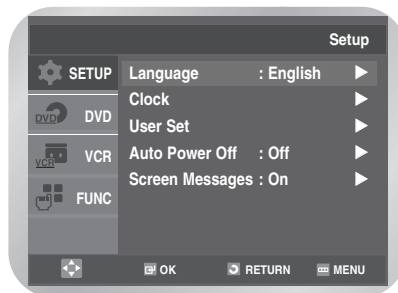 Setup
SETUP
Language : English
Clock
DVD DVD
User Set
VCR VCR
Auto Power Off : Off
Screen Messages : On
FUNC
OK RETURN MENU